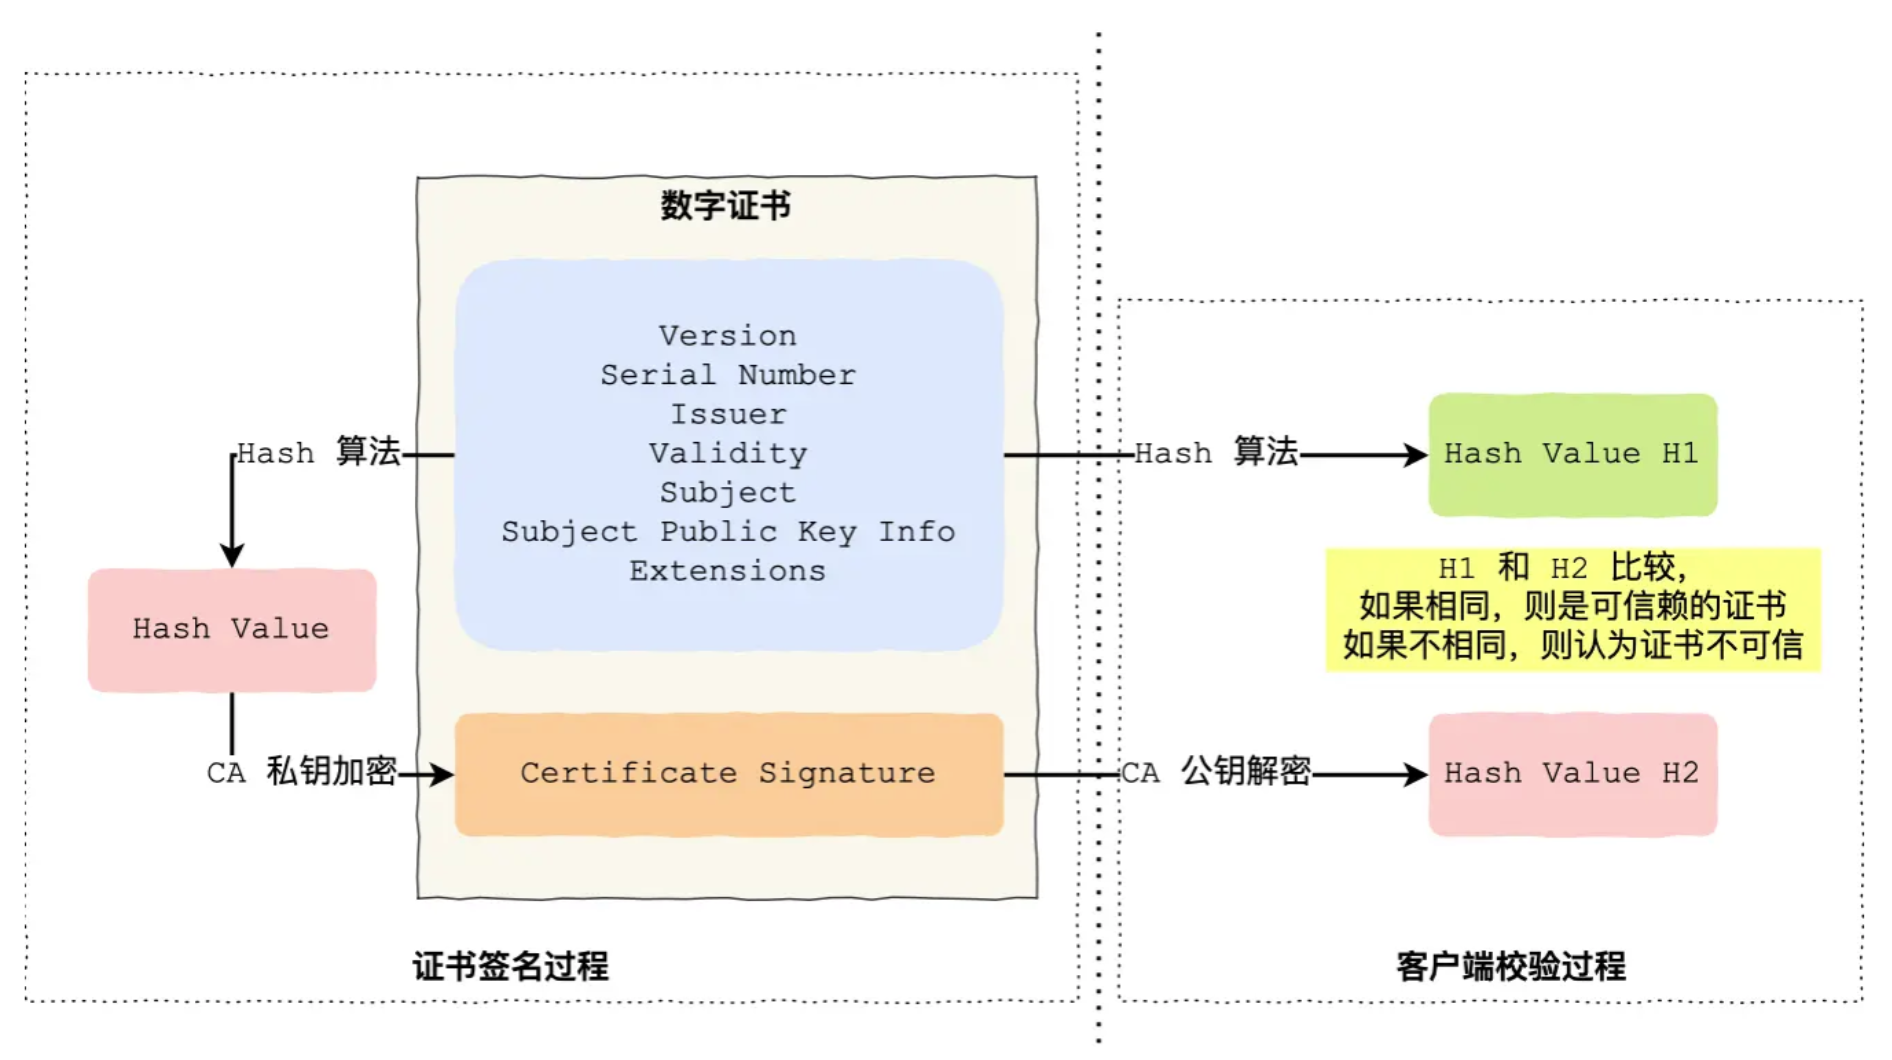 数字证书
Version
Serial Number
Issuer
Validity
Subject
Subject Public Key Info
Extensions
Hash 算法
Hash Value
CA 私钥加密
Certificate Signature
证书签名过程
Hash 算法
Hash Value H1
H1 和 H2 比较,
如果相同，则是可信赖的证书
如果不相同，则认为证书不可信
CA 公钥解密
Hash Value H2
客户端校验过程